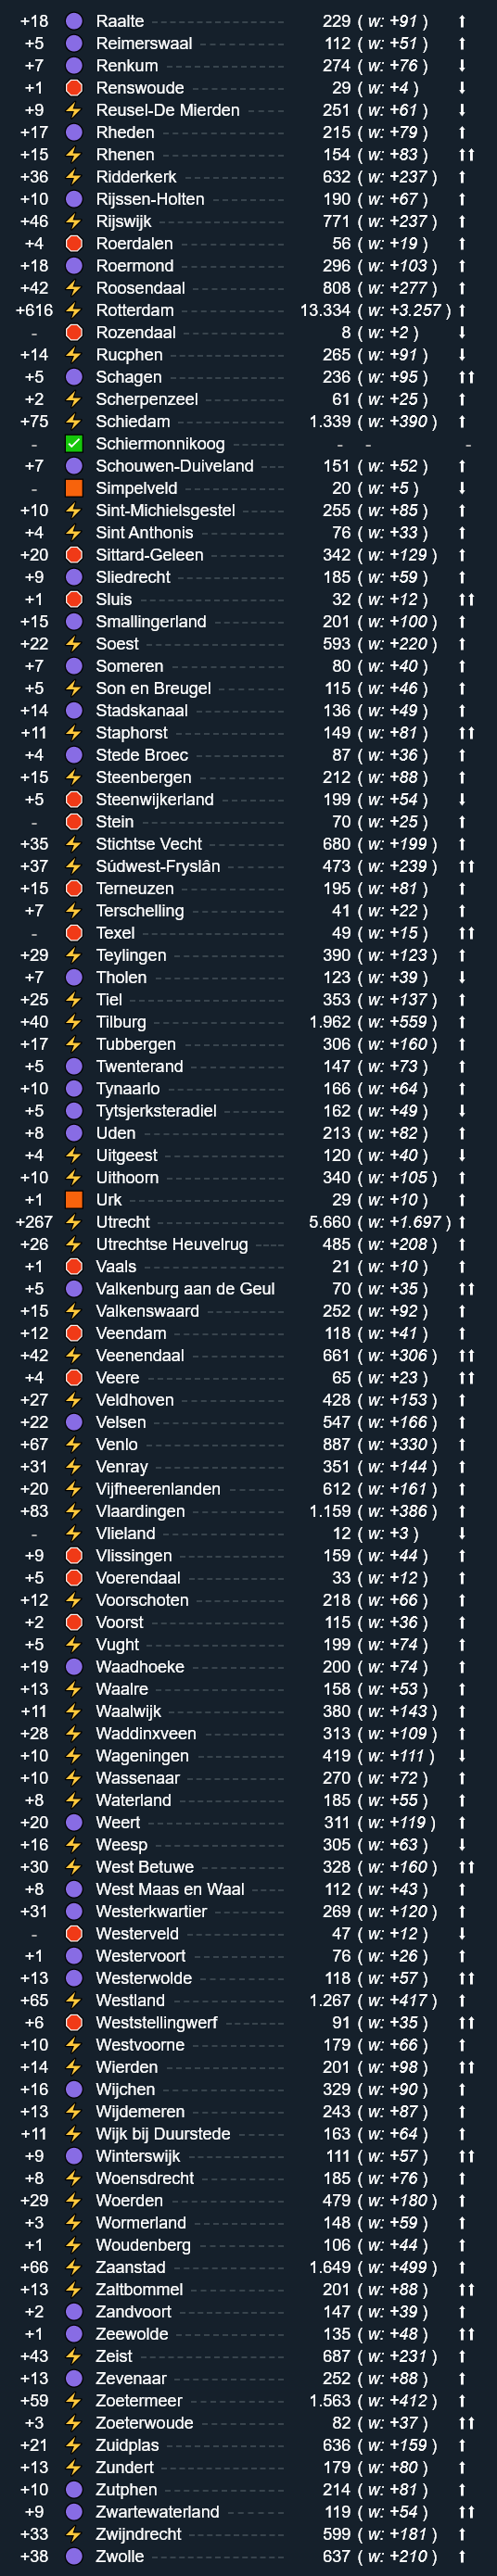 +18 Raalte 229 ( w: +91 ) ↑
+5 Reimerswaal 112 ( w: +51 ) ↑
+7 Renkum 274 ( w: +76 ) ↓
+1 Renswoude 29 ( w: +4 ) ↓
+9 Reusel-De Mierden 251 ( w: +61 ) ↓
+17 Rheden 215 ( w: +79 ) ↑
+15 Rhenen 154 ( w: +83 ) ↑↑
+36 Ridderkerk 632 ( w: +237 ) ↑
+10 Rijssen-Holten 190 ( w: +67 ) ↑
+46 Rijswijk 771 ( w: +237 ) ↑
+4 Roerdalen 56 ( w: +19 ) ↑
+18 Roermond 296 ( w: +103 ) ↑
+42 Roosendaal 808 ( w: +277 ) ↑
+616 Rotterdam 13.334 ( w: +3.257 ) ↑
- Rozendaal 8 ( w: +2 ) ↓
+14 Rucphen 265 ( w: +91 ) ↓
+5 Schagen 236 ( w: +95 ) ↑↑
+2 Scherpenzeel 61 ( w: +25 ) ↑
+75 Schiedam 1.339 ( w: +390 ) ↑
- Schiermonnikoog - - -
+7 Schouwen-Duiveland 151 ( w: +52 ) ↑
- Simpelveld 20 ( w: +5 ) ↓
+10 Sint-Michielsgestel 255 ( w: +85 ) ↑
+4 Sint Anthonis 76 ( w: +33 ) ↑
+20 Sittard-Geleen 342 ( w: +129 ) ↑
+9 Sliedrecht 185 ( w: +59 ) ↑
+1 Sluis 32 ( w: +12 ) ↑↑
+15 Smallingerland 201 ( w: +100 ) ↑
+22 Soest 593 ( w: +220 ) ↑
+7 Someren 80 ( w: +40 ) ↑
+5 Son en Breugel 115 ( w: +46 ) ↑
+14 Stadskanaal 136 ( w: +49 ) ↑
+11 Staphorst 149 ( w: +81 ) ↑↑
+4 Stede Broec 87 ( w: +36 ) ↑
+15 Steenbergen 212 ( w: +88 ) ↑
+5 Steenwijkerland 199 ( w: +54 ) ↓
- Stein 70 ( w: +25 ) ↑
+35 Stichtse Vecht 680 ( w: +199 ) ↑
+37 Súdwest-Fryslân 473 ( w: +239 ) ↑↑
+15 Terneuzen 195 ( w: +81 ) ↑
+7 Terschelling 41 ( w: +22 ) ↑
- Texel 49 ( w: +15 ) ↑↑
+29 Teylingen 390 ( w: +123 ) ↑
+7 Tholen 123 ( w: +39 ) ↓
+25 Tiel 353 ( w: +137 ) ↑
+40 Tilburg 1.962 ( w: +559 ) ↑
+17 Tubbergen 306 ( w: +160 ) ↑
+5 Twenterand 147 ( w: +73 ) ↑
+10 Tynaarlo 166 ( w: +64 ) ↑
+5 Tytsjerksteradiel 162 ( w: +49 ) ↓
+8 Uden 213 ( w: +82 ) ↑
+4 Uitgeest 120 ( w: +40 ) ↓
+10 Uithoorn 340 ( w: +105 ) ↑
+1 Urk 29 ( w: +10 ) ↑
+267 Utrecht 5.660 ( w: +1.697 ) ↑
+26 Utrechtse Heuvelrug 485 ( w: +208 ) ↑
+1 Vaals 21 ( w: +10 ) ↑
+5 Valkenburg aan de Geul 70 ( w: +35 ) ↑↑
+15 Valkenswaard 252 ( w: +92 ) ↑
+12 Veendam 118 ( w: +41 ) ↑
+42 Veenendaal 661 ( w: +306 ) ↑↑
+4 Veere 65 ( w: +23 ) ↑↑
+27 Veldhoven 428 ( w: +153 ) ↑
+22 Velsen 547 ( w: +166 ) ↑
+67 Venlo 887 ( w: +330 ) ↑
+31 Venray 351 ( w: +144 ) ↑
+20 Vijfheerenlanden 612 ( w: +161 ) ↑
+83 Vlaardingen 1.159 ( w: +386 ) ↑
- Vlieland 12 ( w: +3 ) ↓
+9 Vlissingen 159 ( w: +44 ) ↑
+5 Voerendaal 33 ( w: +12 ) ↑
+12 Voorschoten 218 ( w: +66 ) ↑
+2 Voorst 115 ( w: +36 ) ↑
+5 Vught 199 ( w: +74 ) ↑
+19 Waadhoeke 200 ( w: +74 ) ↑
+13 Waalre 158 ( w: +53 ) ↑
+11 Waalwijk 380 ( w: +143 ) ↑
+28 Waddinxveen 313 ( w: +109 ) ↑
+10 Wageningen 419 ( w: +111 ) ↓
+10 Wassenaar 270 ( w: +72 ) ↑
+8 Waterland 185 ( w: +55 ) ↑
+20 Weert 311 ( w: +119 ) ↑
+16 Weesp 305 ( w: +63 ) ↓
+30 West Betuwe 328 ( w: +160 ) ↑↑
+8 West Maas en Waal 112 ( w: +43 ) ↑
+31 Westerkwartier 269 ( w: +120 ) ↑
- Westerveld 47 ( w: +12 ) ↓
+1 Westervoort 76 ( w: +26 ) ↑
+13 Westerwolde 118 ( w: +57 ) ↑↑
+65 Westland 1.267 ( w: +417 ) ↑
+6 Weststellingwerf 91 ( w: +35 ) ↑↑
+10 Westvoorne 179 ( w: +66 ) ↑
+14 Wierden 201 ( w: +98 ) ↑↑
+16 Wijchen 329 ( w: +90 ) ↑
+13 Wijdemeren 243 ( w: +87 ) ↑
+11 Wijk bij Duurstede 163 ( w: +64 ) ↑
+9 Winterswijk 111 ( w: +57 ) ↑↑
+8 Woensdrecht 185 ( w: +76 ) ↑
+29 Woerden 479 ( w: +180 ) ↑
+3 Wormerland 148 ( w: +59 ) ↑
+1 Woudenberg 106 ( w: +44 ) ↑
+66 Zaanstad 1.649 ( w: +499 ) ↑
+13 Zaltbommel 201 ( w: +88 ) ↑↑
+2 Zandvoort 147 ( w: +39 ) ↑
+1 Zeewolde 135 ( w: +48 ) ↑↑
+43 Zeist 687 ( w: +231 ) ↑
+13 Zevenaar 252 ( w: +88 ) ↑
+59 Zoetermeer 1.563 ( w: +412 ) ↑
+3 Zoeterwoude 82 ( w: +37 ) ↑↑
+21 Zuidplas 636 ( w: +159 ) ↑
+13 Zundert 179 ( w: +80 ) ↑
+10 Zutphen 214 ( w: +81 ) ↑
+9 Zwartewaterland 119 ( w: +54 ) ↑↑
+33 Zwijndrecht 599 ( w: +181 ) ↑
+38 Zwolle 637 ( w: +210 ) ↑